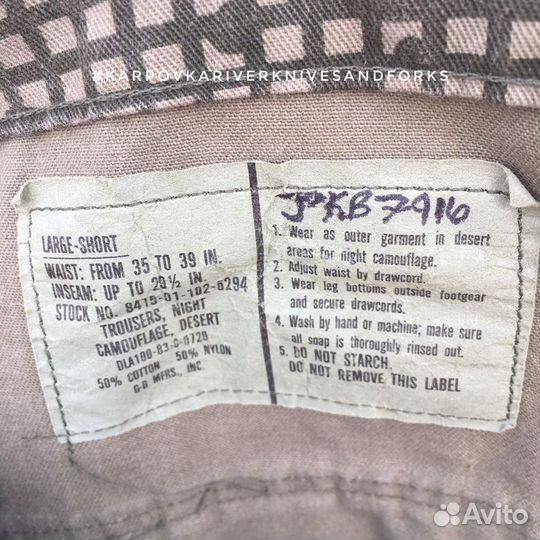 #KARPOVKARIVERKNIVESANDFORKS
LARGE-SHORT
WAIST: FROM 35 TO 39 IN.
INSEAM: UP TO 29½ IN.
STOCK NO. 8415-01-102-6294
TROUSERS, NIGHT
CAMOUFLAGE, DESERT
50% COTTON 50% NYLON
G-B MFRS., INC.
JPKB7916
1. Wear as outer garment in desert
areas for night camouflage.
2. Adjust waist by drawcord.
3. Wear leg bottoms outside footgear
and secure drawcords.
4. Wash by hand or machine; make sure
all soap is thoroughly rinsed out.
5. DO NOT STARCH.
DO NOT REMOVE THIS LABEL
Avito